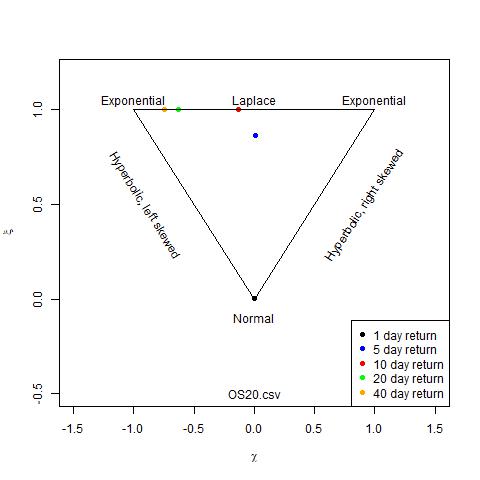 Exponential
Laplace
Exponential
Hyperbolic, left skewed
Hyperbolic, right skewed
Normal
OS20.csv
1 day return
5 day return
10 day return
20 day return
40 day return
ξ
1.0
0.5
0.0
-0.5
-1.5
-1.0
-0.5
0.0
0.5
1.0
1.5
χ